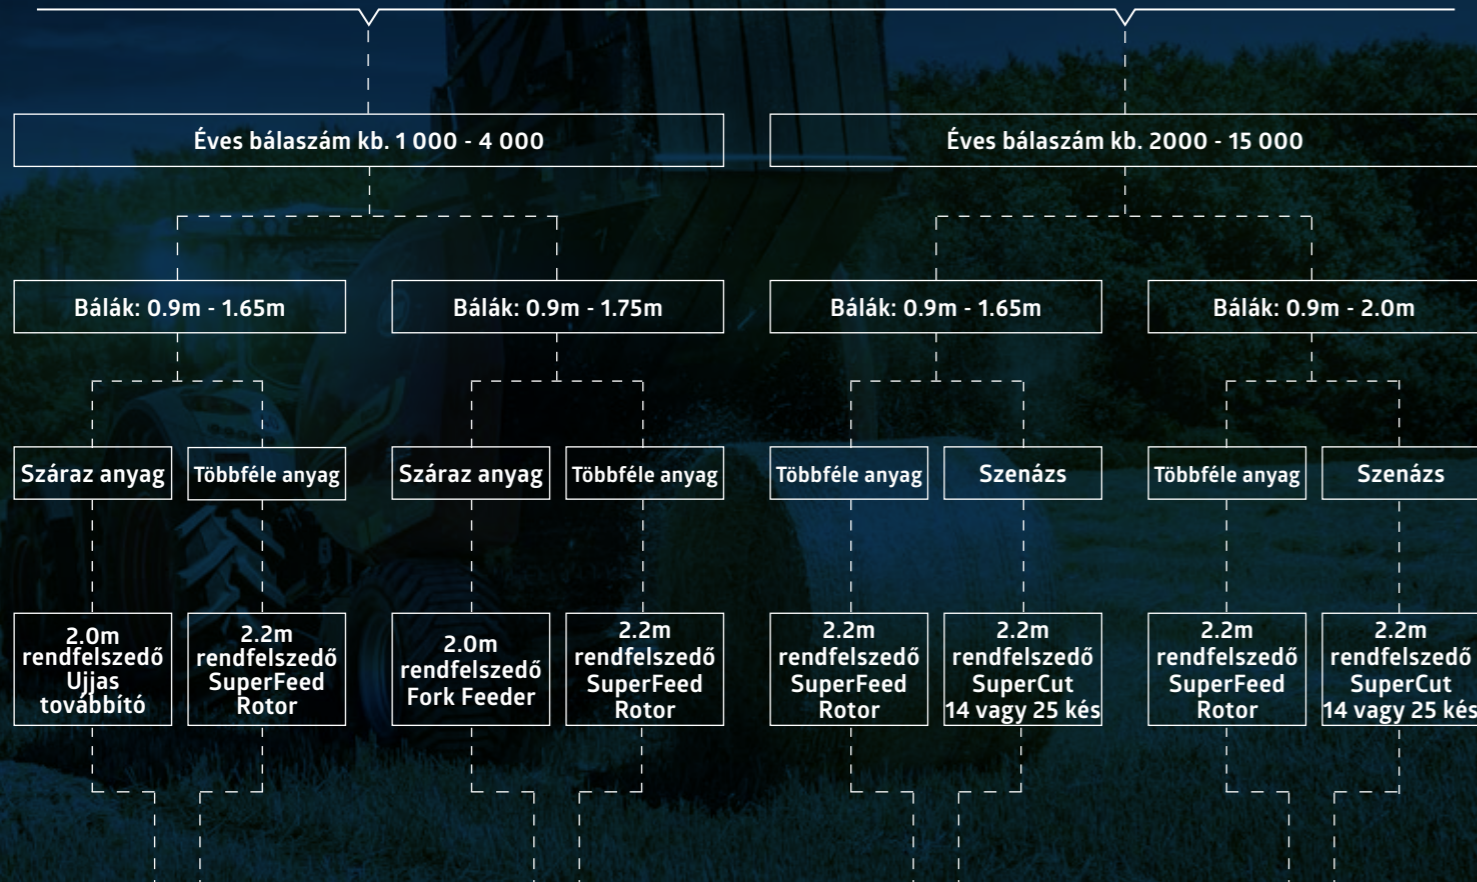 Éves bálaszám kb. 1 000 - 4 000
Éves bálaszám kb. 2000 - 15 000
Bálák: 0.9m - 1.65m
Bálák: 0.9m - 1.75m
Bálák: 0.9m - 1.65m
Bálák: 0.9m - 2.0m
Száraz anyag
Többféle anyag
Száraz anyag
Többféle anyag
Többféle anyag
Szenázs
Többféle anyag
Szenázs
2.0m
rendfelszedő
Ujjas
továbbító
2.2m
rendfelszedő
SuperFeed
Rotor
2.0m
rendfelszedő
Fork Feeder
2.2m
rendfelszedő
SuperFeed
Rotor
2.2m
rendfelszedő
SuperFeed
Rotor
2.2m
rendfelszedő
SuperCut
14 vagy 25 kés
2.2m
rendfelszedő
SuperFeed
Rotor
2.2m
rendfelszedő
SuperCut
14 vagy 25 kés